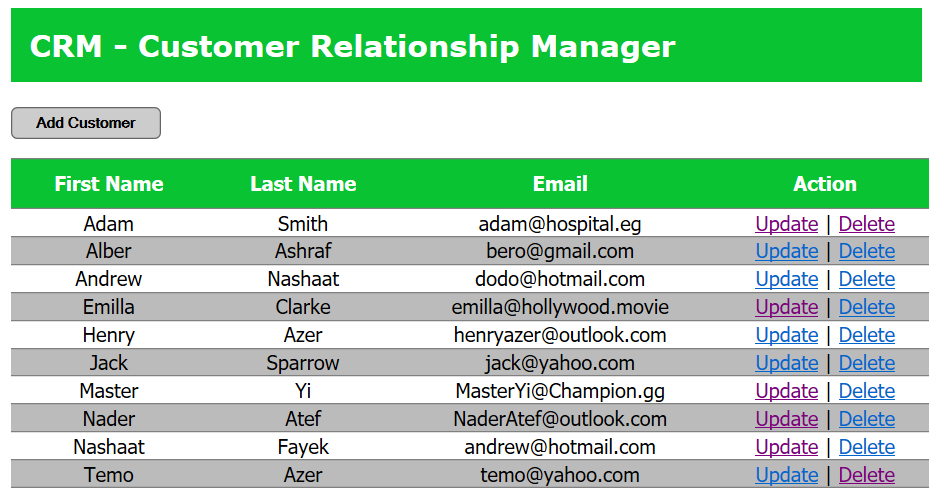 CRM - Customer Relationship Manager
Add Customer
First Name Last Name Email Action
Adam Smith adam@hospital.eg Update | Delete
Alber Ashraf bero@gmail.com Update | Delete
Andrew Nashaat dodo@hotmail.com Update | Delete
Emilla Clarke emilla@hollywood.movie Update | Delete
Henry Azer henryazer@outlook.com Update | Delete
Jack Sparrow jack@yahoo.com Update | Delete
Master Yi MasterYi@Champion.gg Update | Delete
Nader Atef NaderAtef@outlook.com Update | Delete
Nashaat Fayek andrew@hotmail.com Update | Delete
Temo Azer temo@yahoo.com Update | Delete